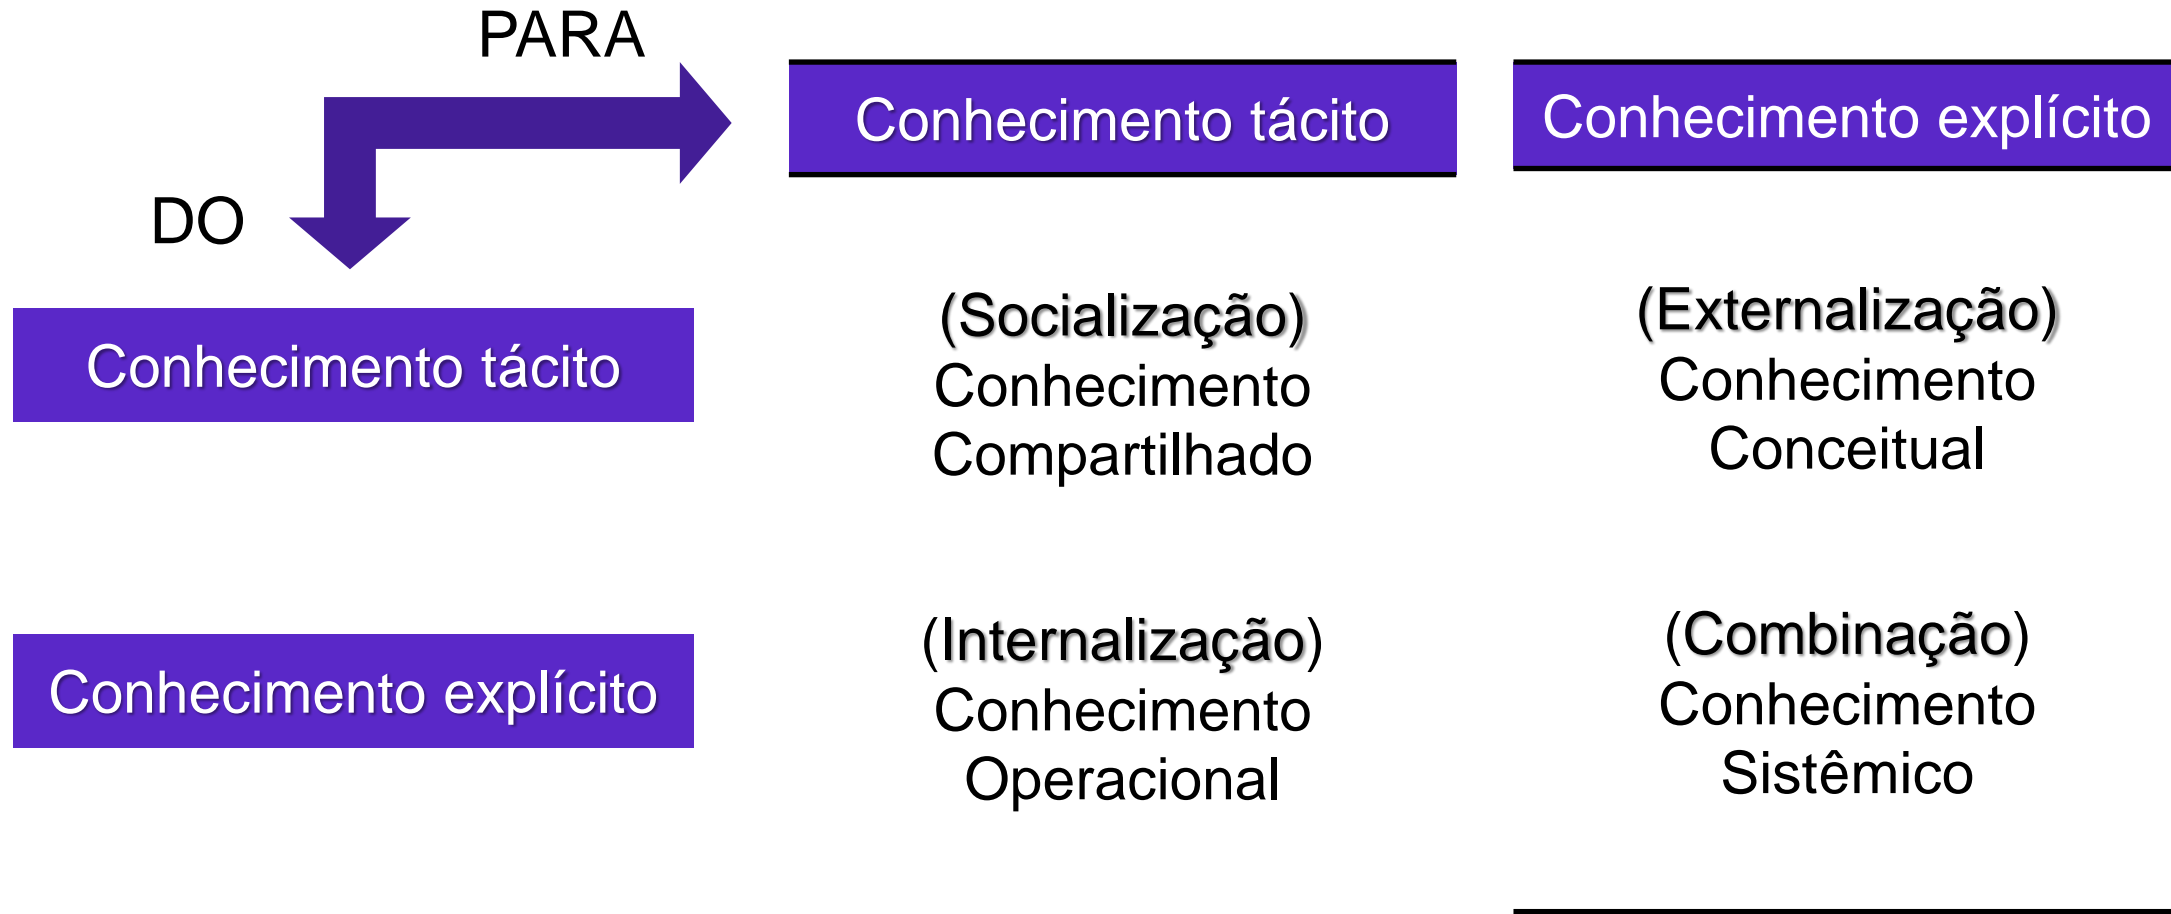 PARA
DO
Conhecimento tácito
Conhecimento explícito
Conhecimento tácito
(Socialização)
Conhecimento
Compartilhado
(Externalização)
Conhecimento
Conceitual
Conhecimento explícito
(Internalização)
Conhecimento
Operacional
(Combinação)
Conhecimento
Sistêmico